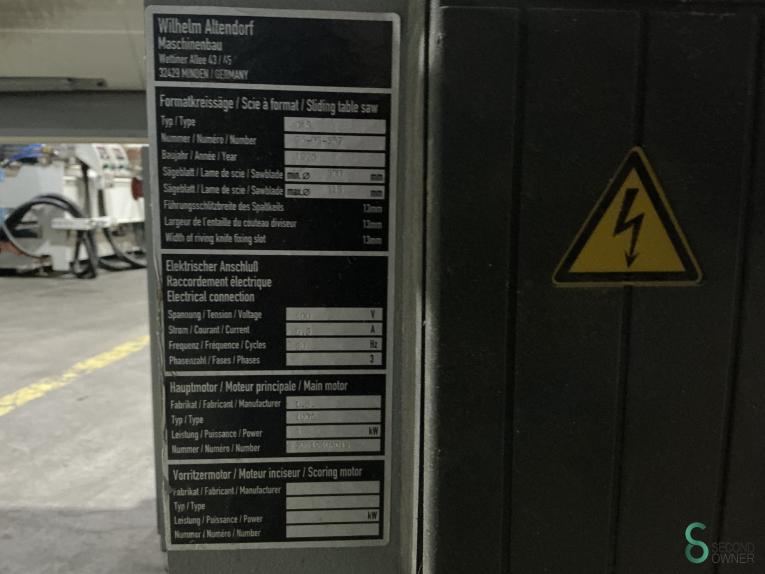 Wilhelm Altendorf
Maschinenbau
Wettiner Allee 43 / 45
32429 MINDEN / GERMANY
Formatkreissäge / Scie à format / Sliding table saw
Typ / Type
Nummer / Numéro / Number
Baujahr / Année / Year
Sägeblatt / Lame de scie / Sawblade min. ø mm
Sägeblatt / Lame de scie / Sawblade max. ø mm
Führungsschlitzbreite des Spaltkeils 13mm
Largeur de l'entaille du couteau diviseur 13mm
Width of riving knife fixing slot 13mm
Elektrischer Anschluß
Raccordement électrique
Electrical connection
Spannung / Tension / Voltage V
Strom / Courant / Current A
Frequenz / Fréquence / Cycles Hz
Phasenzahl / Fases / Phases 3
Hauptmotor / Moteur principale / Main motor
Fabrikat / Fabricant / Manufacturer
Typ / Type
Leistung / Puissance / Power kW
Nummer / Numéro / Number
Vorritzermotor / Moteur inciseur / Scoring motor
Fabrikat / Fabricant / Manufacturer
Typ / Type
Leistung / Puissance / Power kW
Nummer / Numéro / Number
SECOND
OWNER